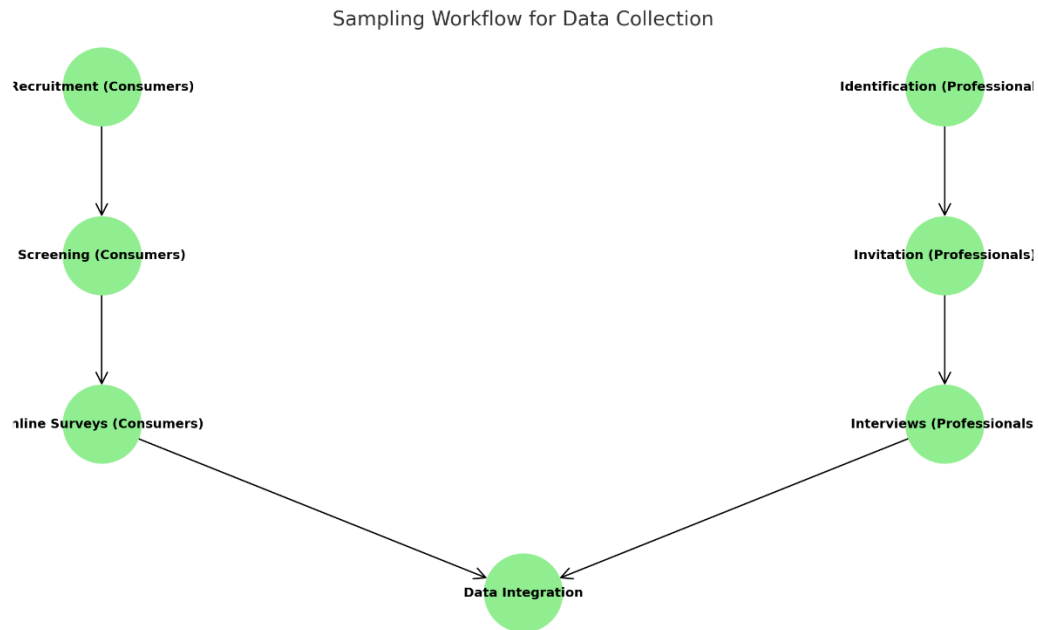 Sampling Workflow for Data Collection
Recruitment (Consumers)
Identification (Professional
Screening (Consumers)
Invitation (Professionals)
nline Surveys (Consumers)
Interviews (Professionals
Data Integration